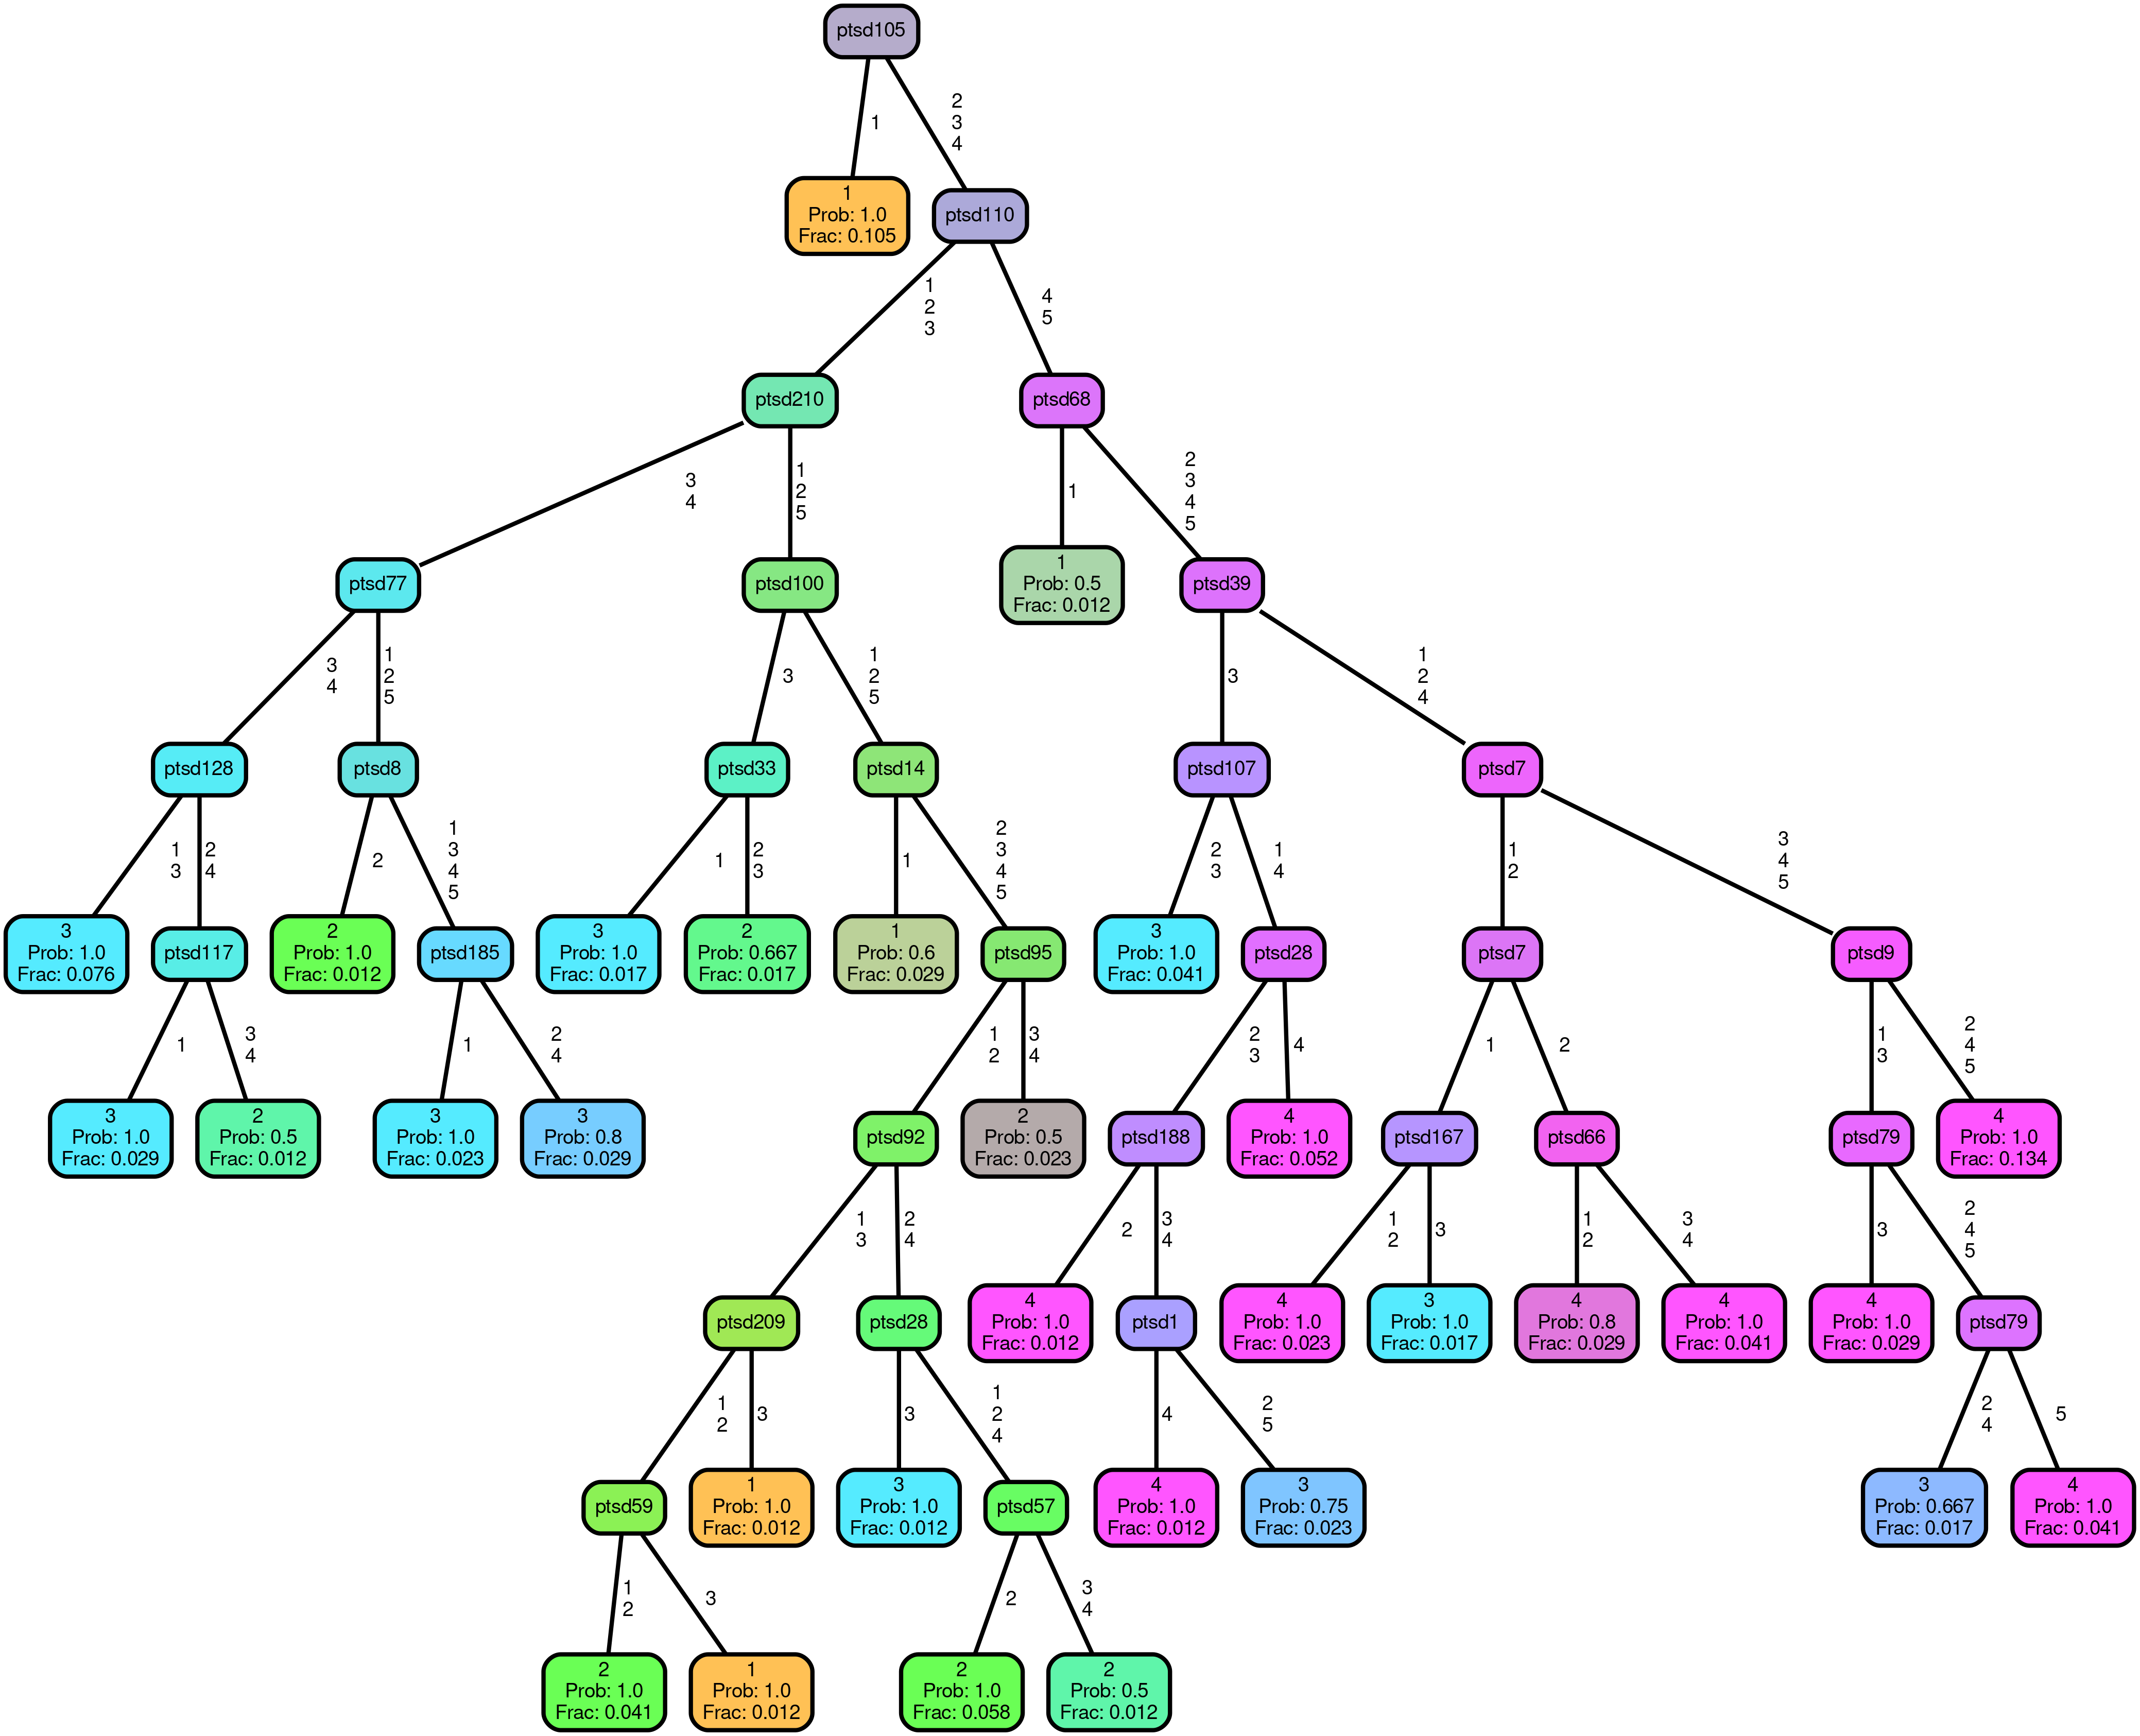 ptsd105
1
2
3
4
1
Prob: 1.0
Frac: 0.105
ptsd110
1
2
3
4
5
ptsd210
ptsd68
3
4
1
2
5
1
2
3
4
5
ptsd77
ptsd100
1
Prob: 0.5
Frac: 0.012
ptsd39
3
4
1
2
5
3
1
2
5
3
1
2
4
ptsd128
ptsd8
ptsd33
ptsd14
ptsd107
ptsd7
1
3
2
4
2
1
3
4
5
1
2
3
1
2
3
4
5
2
3
1
4
1
2
3
4
5
3
Prob: 1.0
Frac: 0.076
ptsd117
2
Prob: 1.0
Frac: 0.012
ptsd185
3
Prob: 1.0
Frac: 0.017
2
Prob: 0.667
Frac: 0.017
1
Prob: 0.6
Frac: 0.029
ptsd95
3
Prob: 1.0
Frac: 0.041
ptsd28
ptsd7
ptsd9
1
3
4
1
2
4
1
2
3
4
2
3
4
1
2
1
3
2
4
5
3
Prob: 1.0
Frac: 0.029
2
Prob: 0.5
Frac: 0.012
3
Prob: 1.0
Frac: 0.023
3
Prob: 0.8
Frac: 0.029
ptsd92
2
Prob: 0.5
Frac: 0.023
ptsd188
4
Prob: 1.0
Frac: 0.052
ptsd167
ptsd66
ptsd79
4
Prob: 1.0
Frac: 0.134
1
3
2
4
2
3
4
1
2
3
1
2
3
4
3
2
4
5
ptsd209
ptsd28
4
Prob: 1.0
Frac: 0.012
ptsd1
4
Prob: 1.0
Frac: 0.023
3
Prob: 1.0
Frac: 0.017
4
Prob: 0.8
Frac: 0.029
4
Prob: 1.0
Frac: 0.041
4
Prob: 1.0
Frac: 0.029
ptsd79
1
2
3
3
1
2
4
4
2
5
2
4
5
ptsd59
1
Prob: 1.0
Frac: 0.012
3
Prob: 1.0
Frac: 0.012
ptsd57
4
Prob: 1.0
Frac: 0.012
3
Prob: 0.75
Frac: 0.023
3
Prob: 0.667
Frac: 0.017
4
Prob: 1.0
Frac: 0.041
1
2
3
2
3
4
2
Prob: 1.0
Frac: 0.041
1
Prob: 1.0
Frac: 0.012
2
Prob: 1.0
Frac: 0.058
2
Prob: 0.5
Frac: 0.012